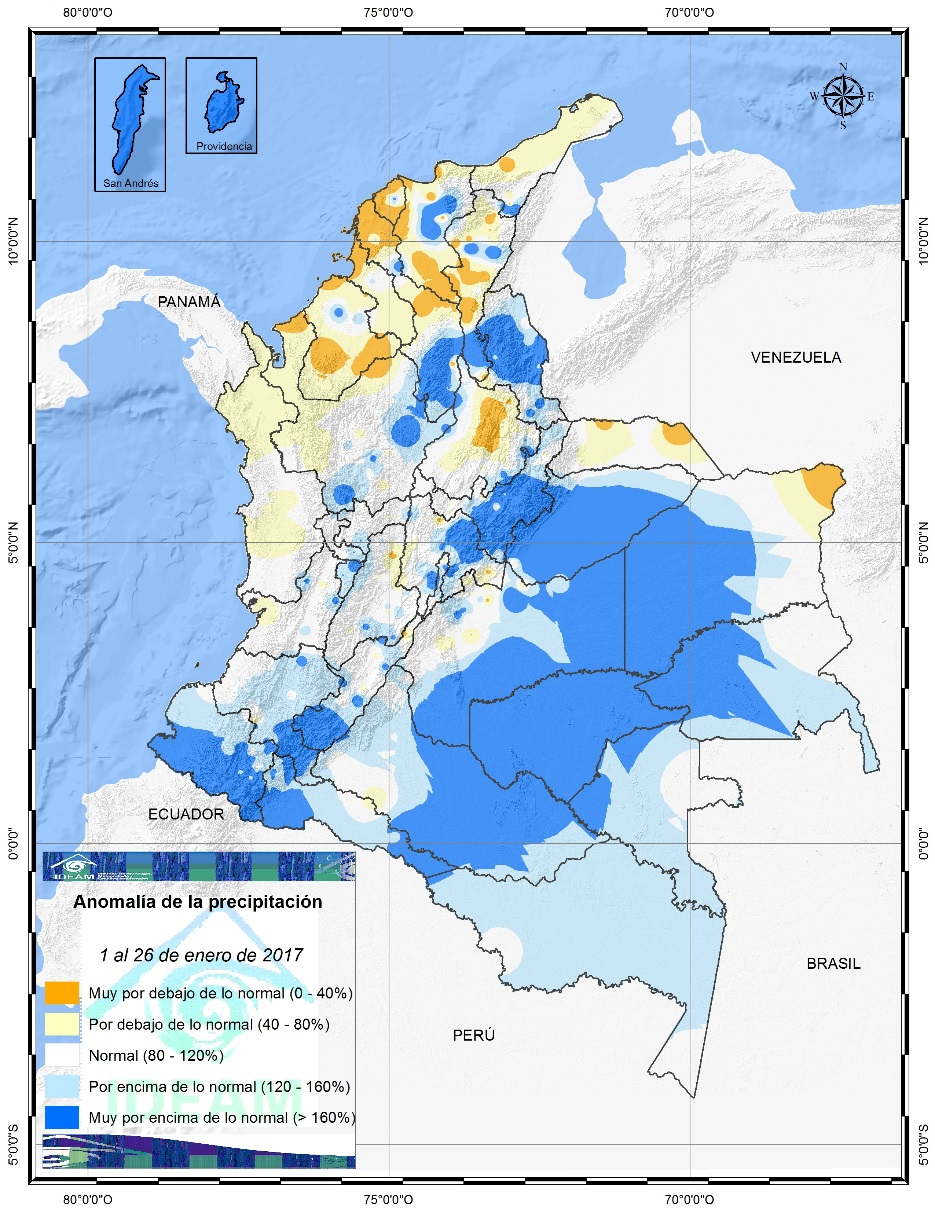 80°0'0"O
75°0'0"O
70°0'0"O
N
W
E
S
San Andrés
Providencia
10°0'0"N
10°0'0"N
PANAMÁ
VENEZUELA
5°0'0"N
5°0'0"N
ECUADOR
0°0'0"
0°0'0"
IDEAM
Anomalía de la precipitación
1 al 26 de enero de 2017
BRASIL
Muy por debajo de lo normal (0 - 40%)
Por debajo de lo normal (40 - 80%)
PERÚ
Normal (80 - 120%)
Por encima de lo normal (120 - 160%)
IDEAM
Muy por encima de lo normal (> 160%)
5°0'0"S
5°0'0"S
80°0'0"O
75°0'0"O
70°0'0"O